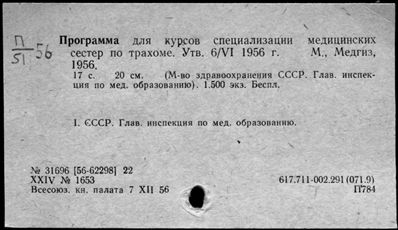 П/51 56
Программа для курсов специализации медицинских
сестер по трахоме. Утв. 6/VI 1956 г. М., Медгиз,
1956.
17 с. 20 см. (М-во здравоохранения СССР. Глав. инспек-
ция по мед. образованию). 1.500 экз. Беспл.
I. СССР. Глав. инспекция по мед. образованию.
№ 31696 [56-62298] 22
XXIV № 1653
617.711-002.291 (071.9)
Всесоюз. кн. палата 7 XII 56
П784